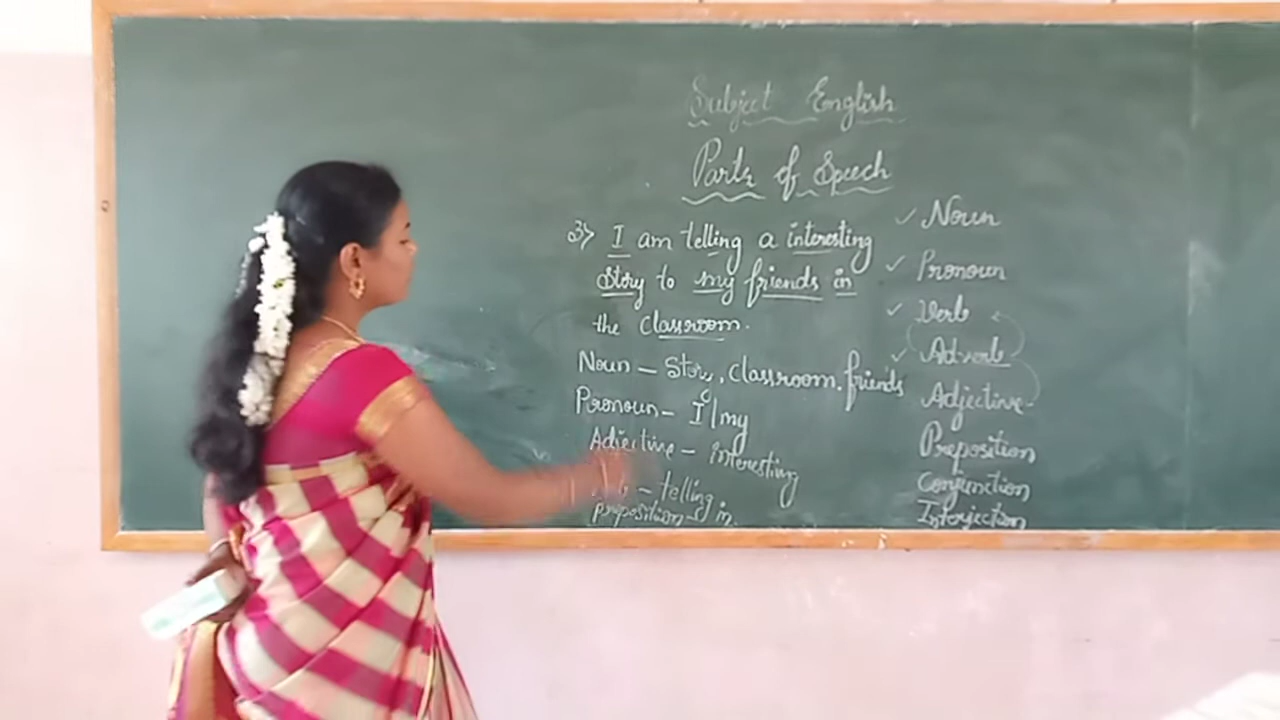 Subject English
Parts of Speech
3> I am telling a interesting
story to my friends in
the classroom.
Noun – Story, classroom, friends
Pronoun – I/my
Adjective – Interesting
– telling
preposition – in.
✓ Noun
✓ Pronoun
✓ Verb
✓ Adverb
Adjective
Preposition
Conjunction
Interjection